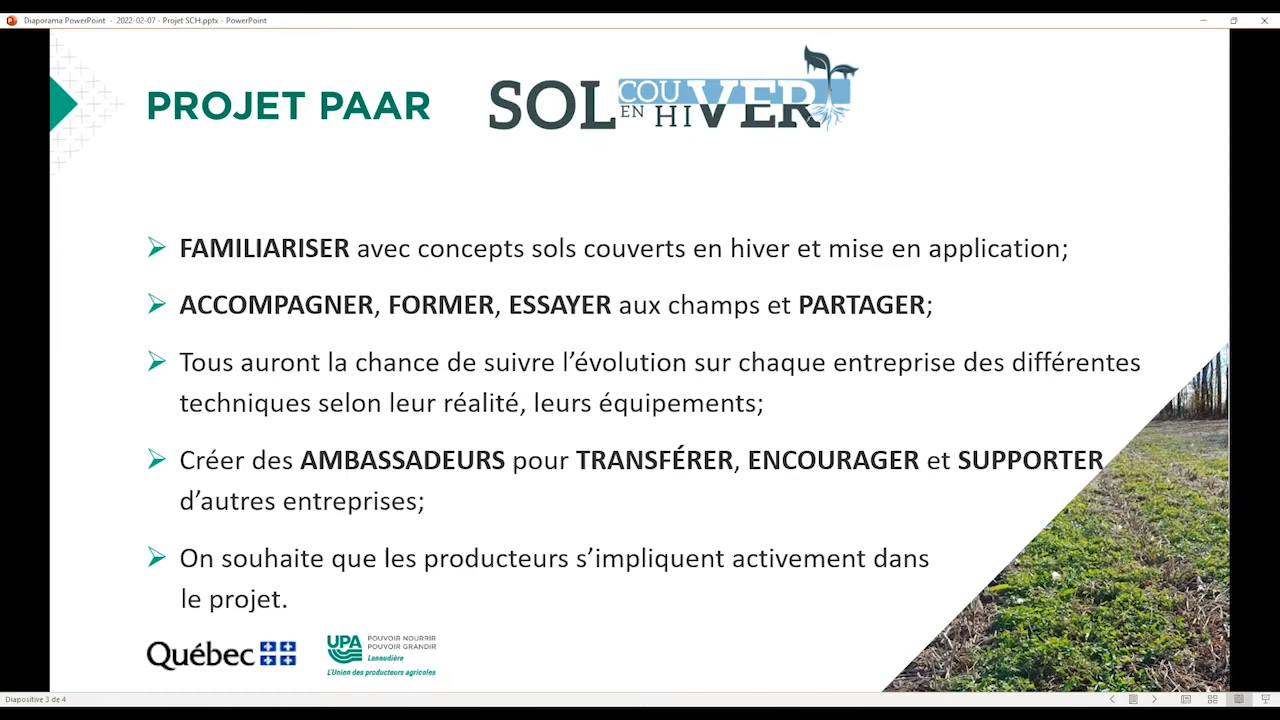 Diaporama PowerPoint - 2022-02-07 - Projet SCH.pptx - PowerPoint
PROJET PAAR
SOL COUVERT
EN HIVER
FAMILIARISER avec concepts sols couverts en hiver et mise en application;
ACCOMPAGNER, FORMER, ESSAYER aux champs et PARTAGER;
Tous auront la chance de suivre l’évolution sur chaque entreprise des différentes
techniques selon leur réalité, leurs équipements;
Créer des AMBASSADEURS pour TRANSFÉRER, ENCOURAGER et SUPPORTER
d’autres entreprises;
On souhaite que les producteurs s’impliquent activement dans
le projet.
Québec
UPA
POUVOIR NOURRIR
POUVOIR GRANDIR
Lanaudière
L'Union des producteurs agricoles
Diapositive 3 de 4